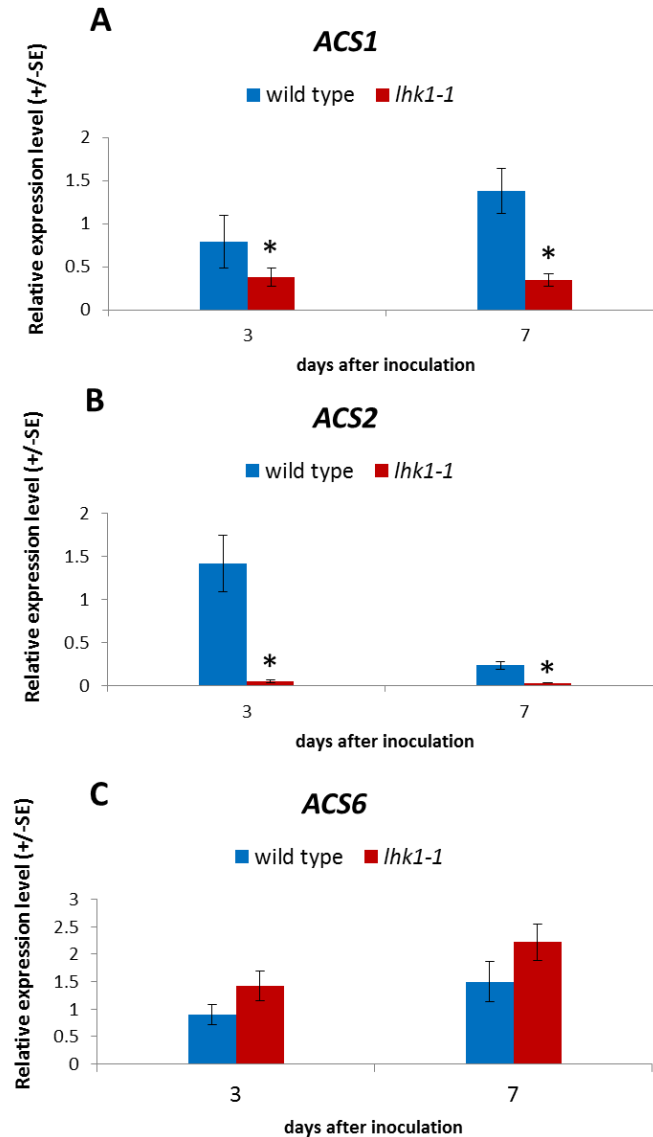 A
ACS1
wild type lhk1-1
Relative expression level (+/-SE)
2
1.5
1
0.5
0
* *
3 7
days after inoculation
B
ACS2
wild type lhk1-1
Relative expression level (+/-SE)
2
1.5
1
0.5
0
* *
3 7
days after inoculation
C
ACS6
wild type lhk1-1
Relative expression level (+/-SE)
3
2.5
2
1.5
1
0.5
0
3 7
days after inoculation